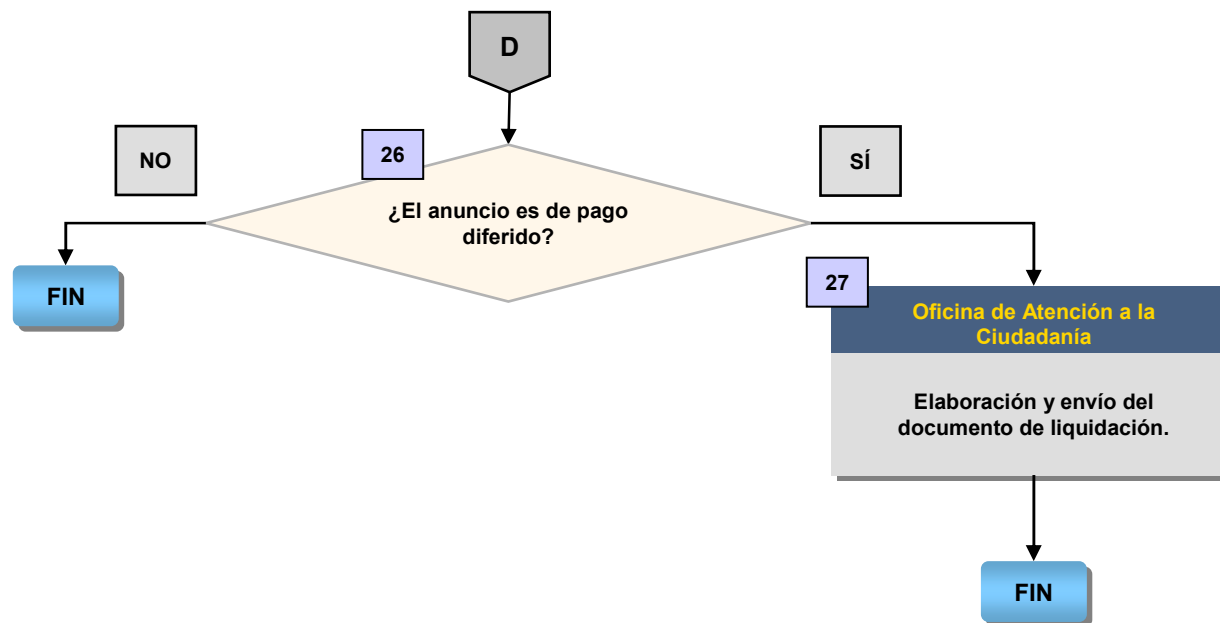 D
NO
26
SÍ
¿El anuncio es de pago
diferido?
FIN
27
Oficina de Atención a la
Ciudadanía
Elaboración y envío del
documento de liquidación.
FIN